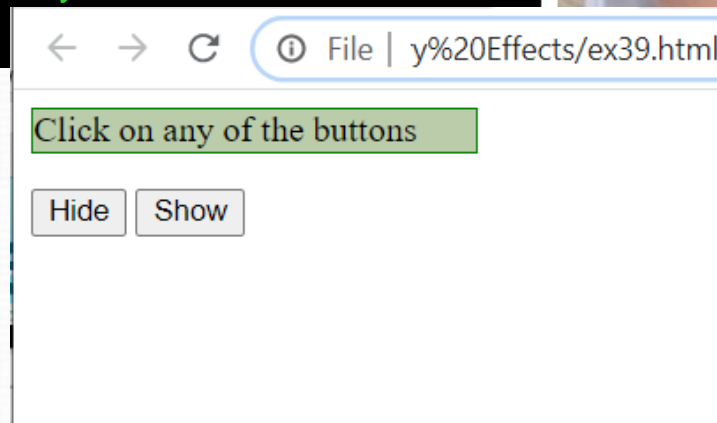 File | y%20Effects/ex39.html
Click on any of the buttons
Hide Show